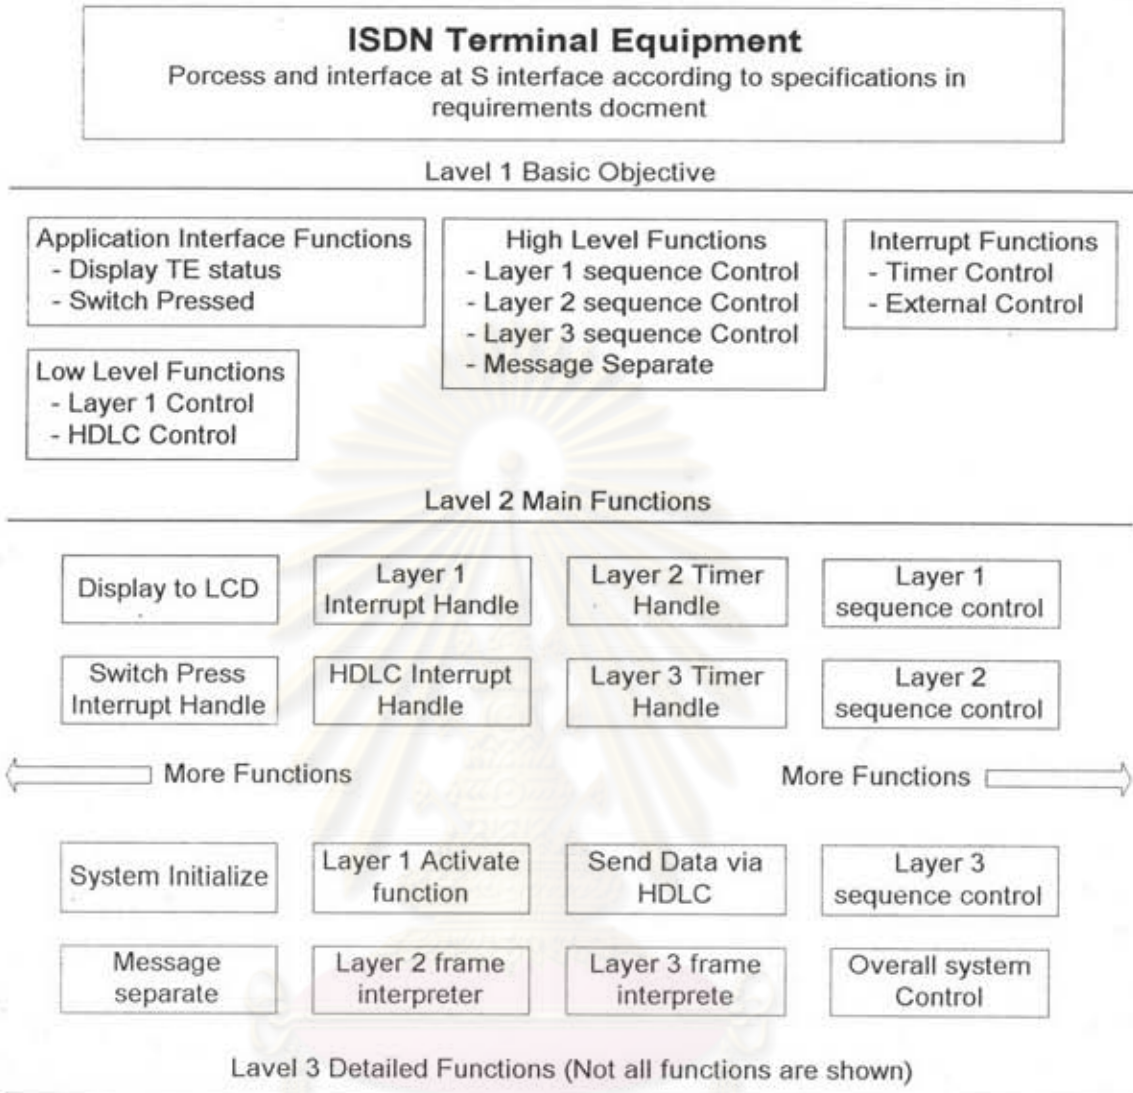 ISDN Terminal Equipment
Porcess and interface at S interface according to specifications in
requirements docment
Lavel 1 Basic Objective
Application Interface Functions
- Display TE status
- Switch Pressed
High Level Functions
- Layer 1 sequence Control
- Layer 2 sequence Control
- Layer 3 sequence Control
- Message Separate
Interrupt Functions
- Timer Control
- External Control
Low Level Functions
- Layer 1 Control
- HDLC Control
Lavel 2 Main Functions
Display to LCD
Layer 1
Interrupt Handle
Layer 2 Timer
Handle
Layer 1
sequence control
Switch Press
Interrupt Handle
HDLC Interrupt
Handle
Layer 3 Timer
Handle
Layer 2
sequence control
More Functions
More Functions
System Initialize
Layer 1 Activate
function
Send Data via
HDLC
Layer 3
sequence control
Message
separate
Layer 2 frame
interpreter
Layer 3 frame
interprete
Overall system
Control
Lavel 3 Detailed Functions (Not all functions are shown)